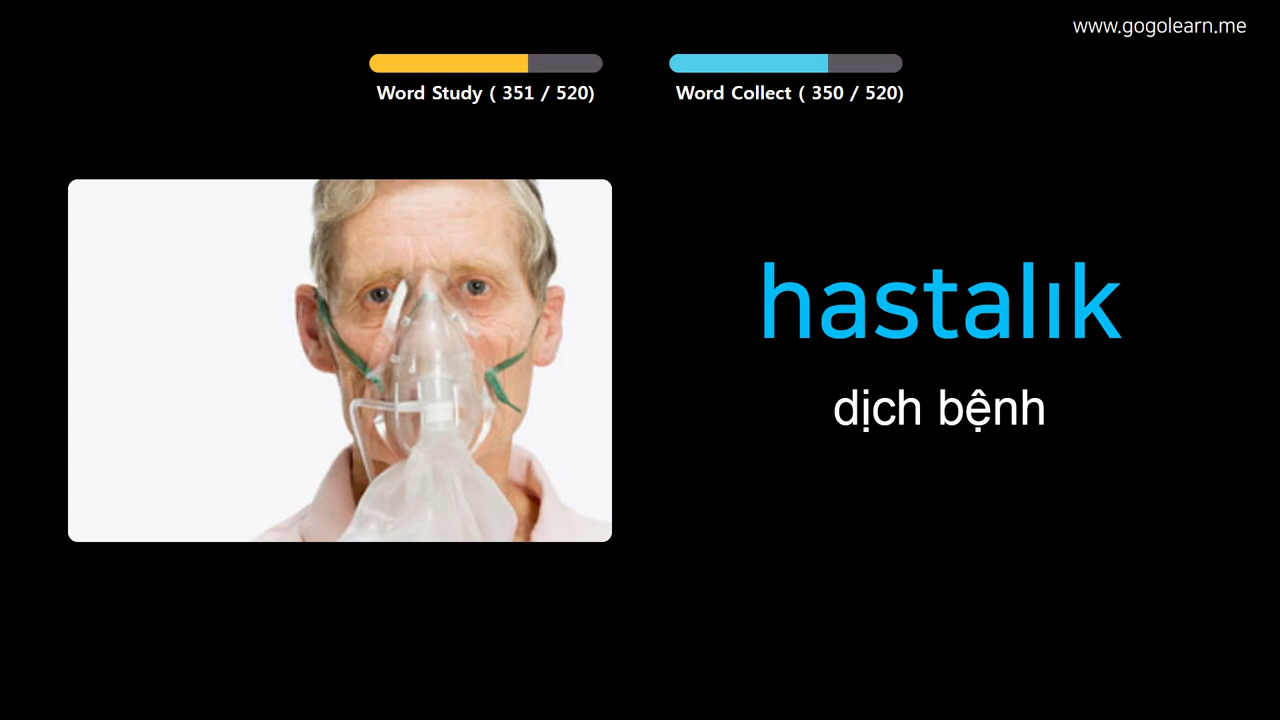 www.gogolearn.me
Word Study ( 351 / 520)
Word Collect ( 350 / 520)
hastalık
dịch bệnh